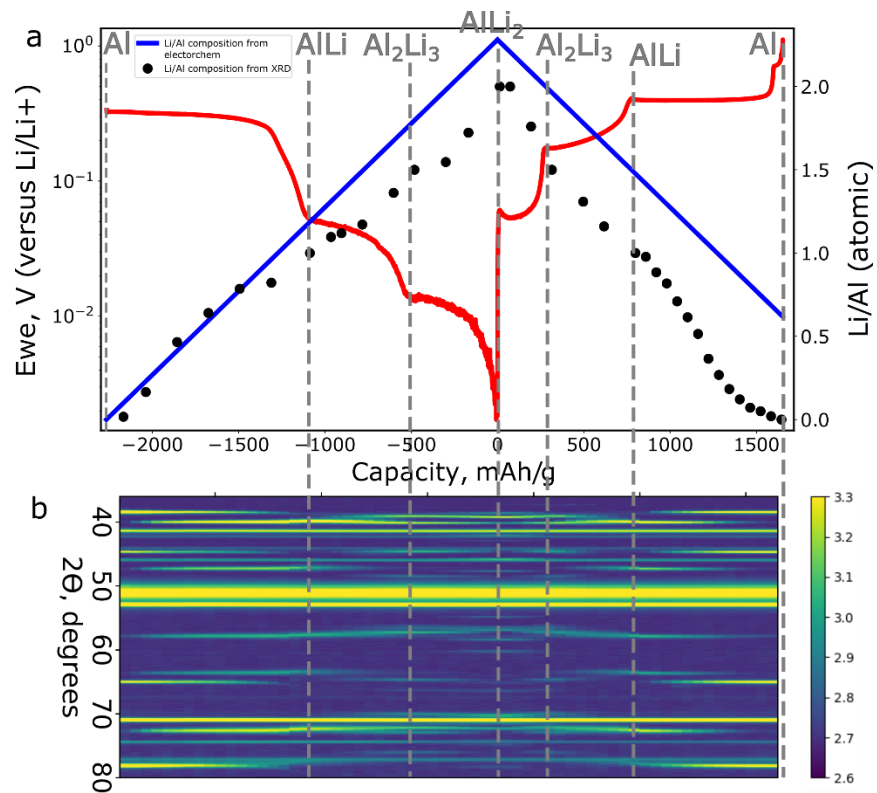 a
Al
AlLi
Al₂Li₃
AlLi₂
Al₂Li₃
AlLi
Al
Li/Al composition from
electorchem
Li/Al composition from XRD
10⁰
10⁻¹
10⁻²
Ewe, V (versus Li/Li+)
2.0
1.5
1.0
0.5
0.0
Li/Al (atomic)
−2000
−1500
−1000
−500
0
500
1000
1500
Capacity, mAh/g
b
40
50
60
70
80
2Θ, degrees
3.3
3.2
3.1
3.0
2.9
2.8
2.7
2.6